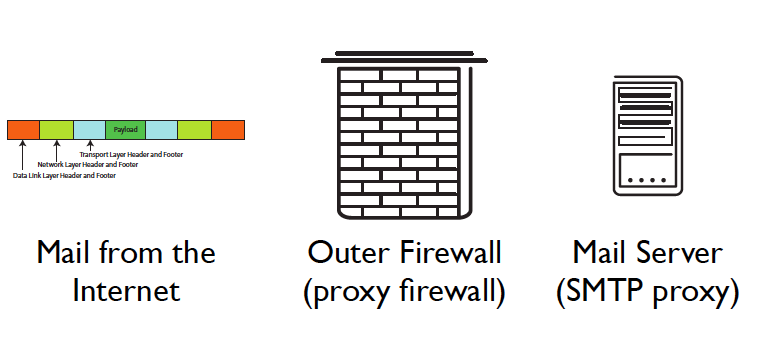 Payload
Transport Layer Header and Footer
Network Layer Header and Footer
Data Link Layer Header and Footer
Mail from the
Internet
Outer Firewall
(proxy firewall)
Mail Server
(SMTP proxy)